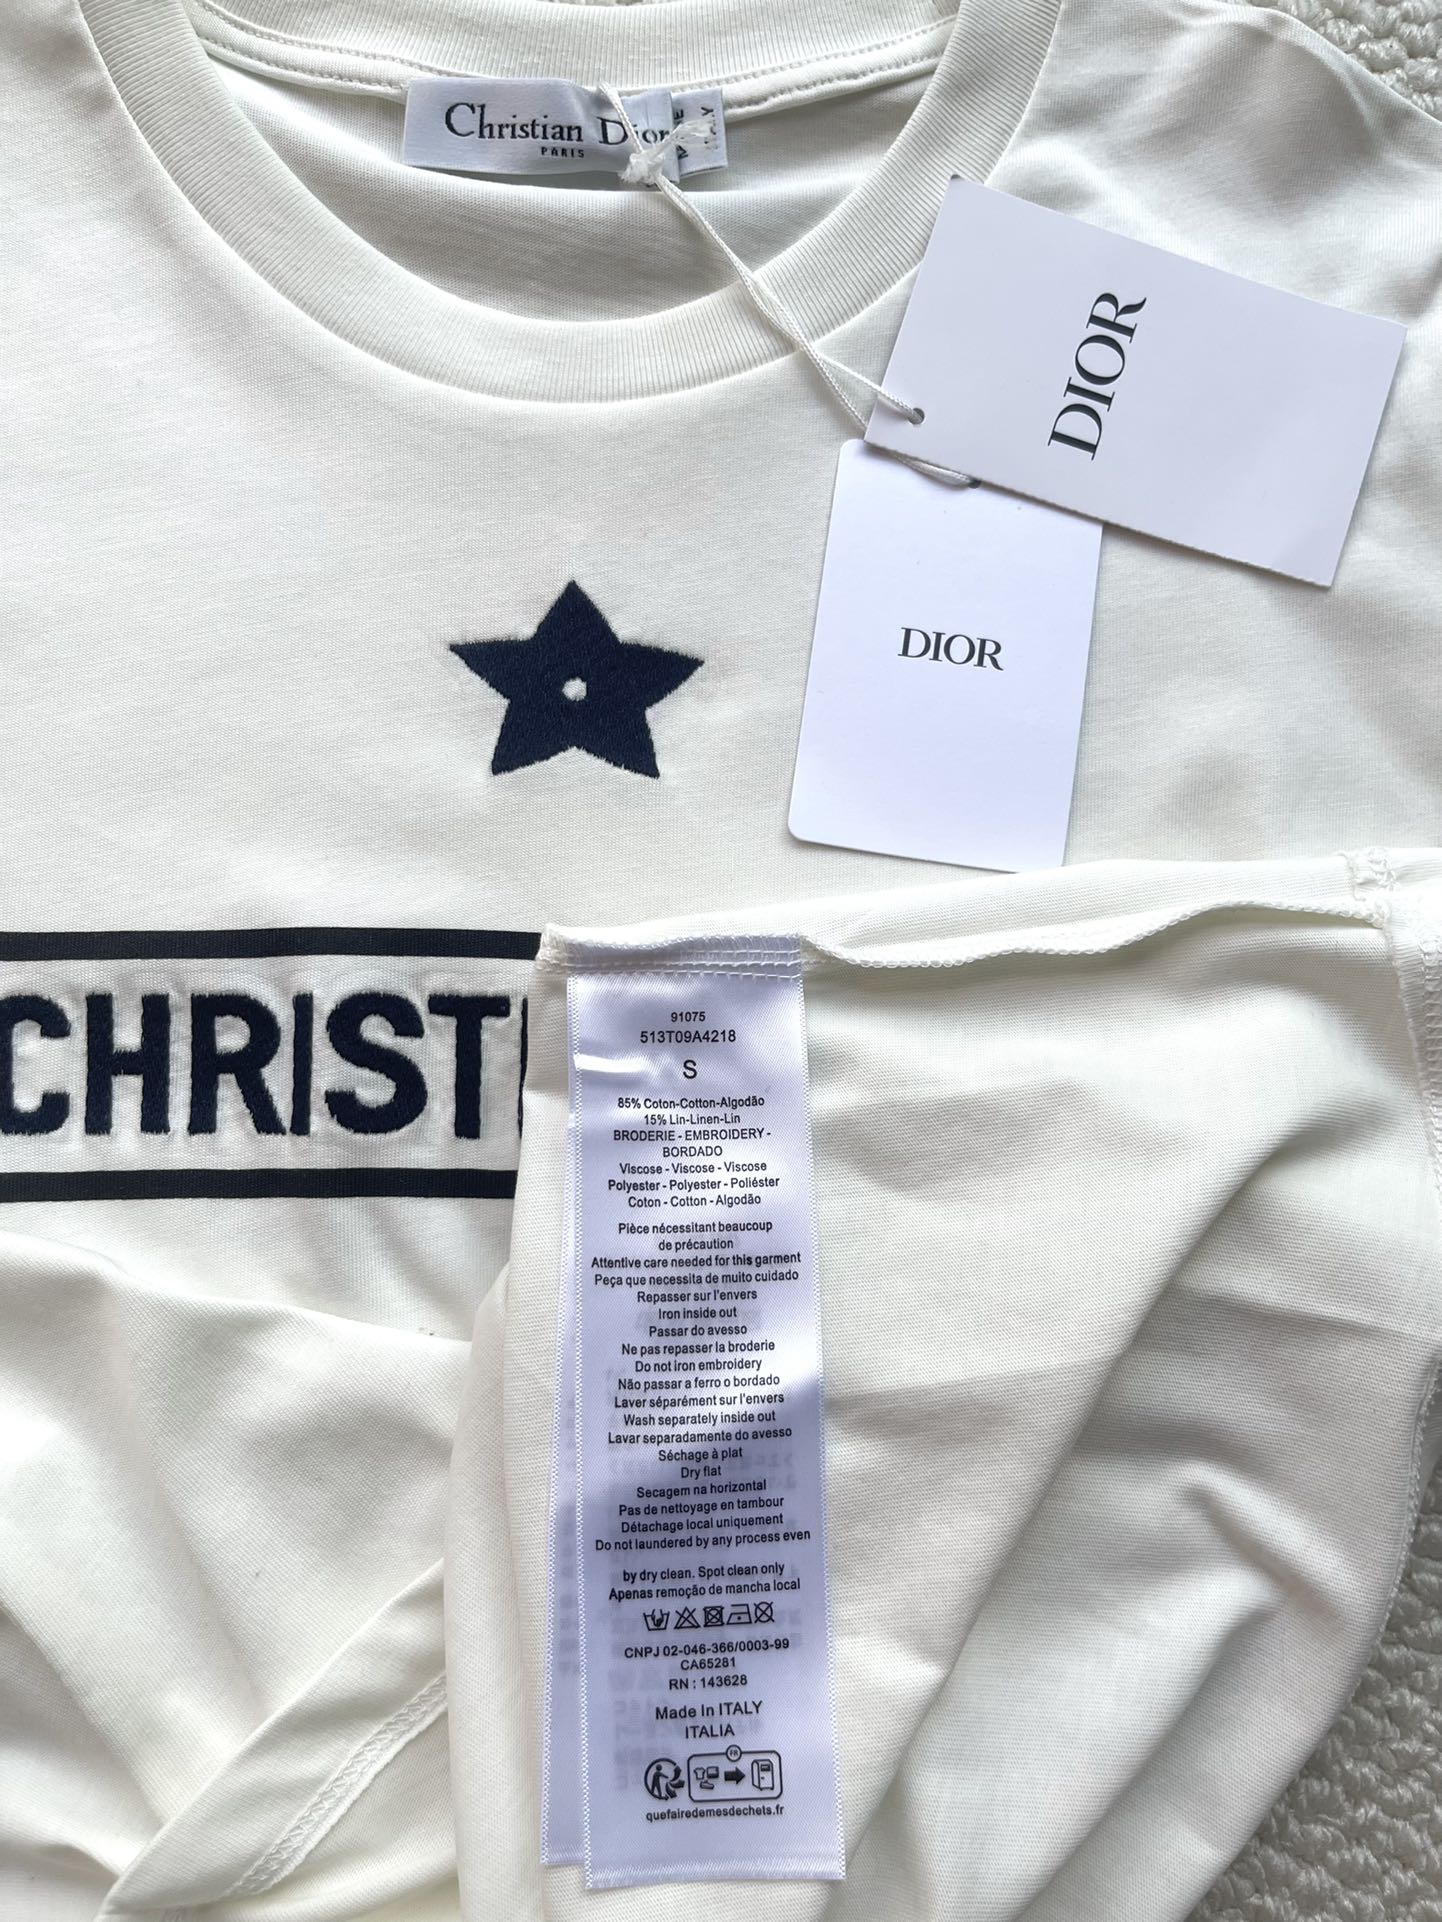 Christian Dior
PARIS
DIOR
DIOR
CHRIST
91075
513T09A4218
S
85% Coton-Cotton-Algodão
15% Lin-Linen-Lin
BRODERIE - EMBROIDERY -
BORDADO
Viscose - Viscose - Viscose
Polyester - Polyester - Poliéster
Coton - Cotton - Algodão
Pièce nécessitant beaucoup
de précaution
Attentive care needed for this garment
Peça que necessita de muito cuidado
Repasser sur l'envers
Iron inside out
Passar do avesso
Ne pas repasser la broderie
Do not iron embroidery
Não passar a ferro o bordado
Laver séparément sur l'envers
Wash separately inside out
Lavar separadamente do avesso
Séchage à plat
Dry flat
Secagem na horizontal
Pas de nettoyage en tambour
Détachage local uniquement
Do not laundered by any process even
by dry clean. Spot clean only
Apenas remoção de mancha local
CNPJ 02-046-366/0003-99
CA65281
RN : 143628
Made In ITALY
ITALIA
FR
quefairedemesdechets.fr